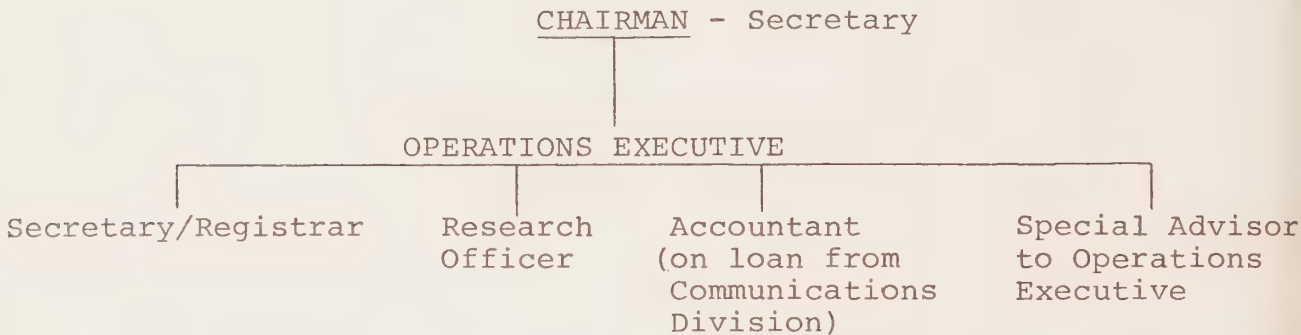 CHAIRMAN - Secretary
OPERATIONS EXECUTIVE
Secretary/Registrar
Research
Officer
Accountant
(on loan from
Communications
Division)
Special Advisor
to Operations
Executive